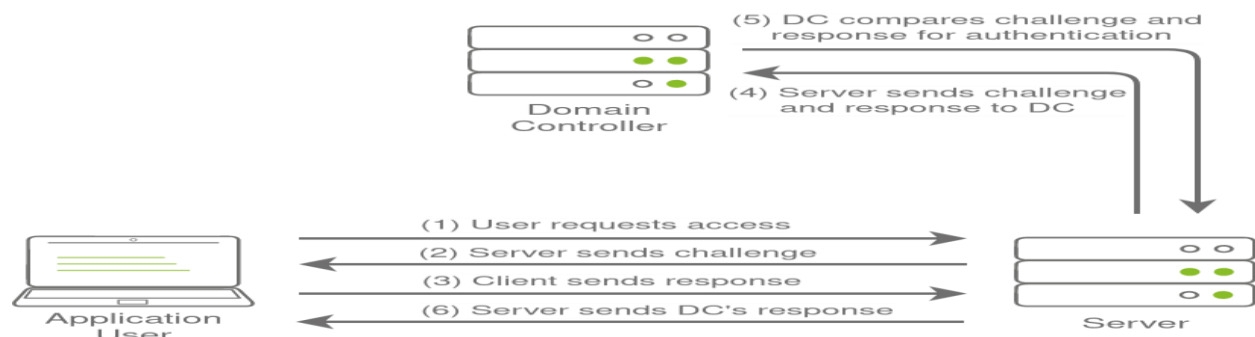 (5) DC compares challenge and
response for authentication
(4) Server sends challenge
and response to DC
Domain
Controller
(1) User requests access
(2) Server sends challenge
(3) Client sends response
(6) Server sends DC's response
Application
User
Server